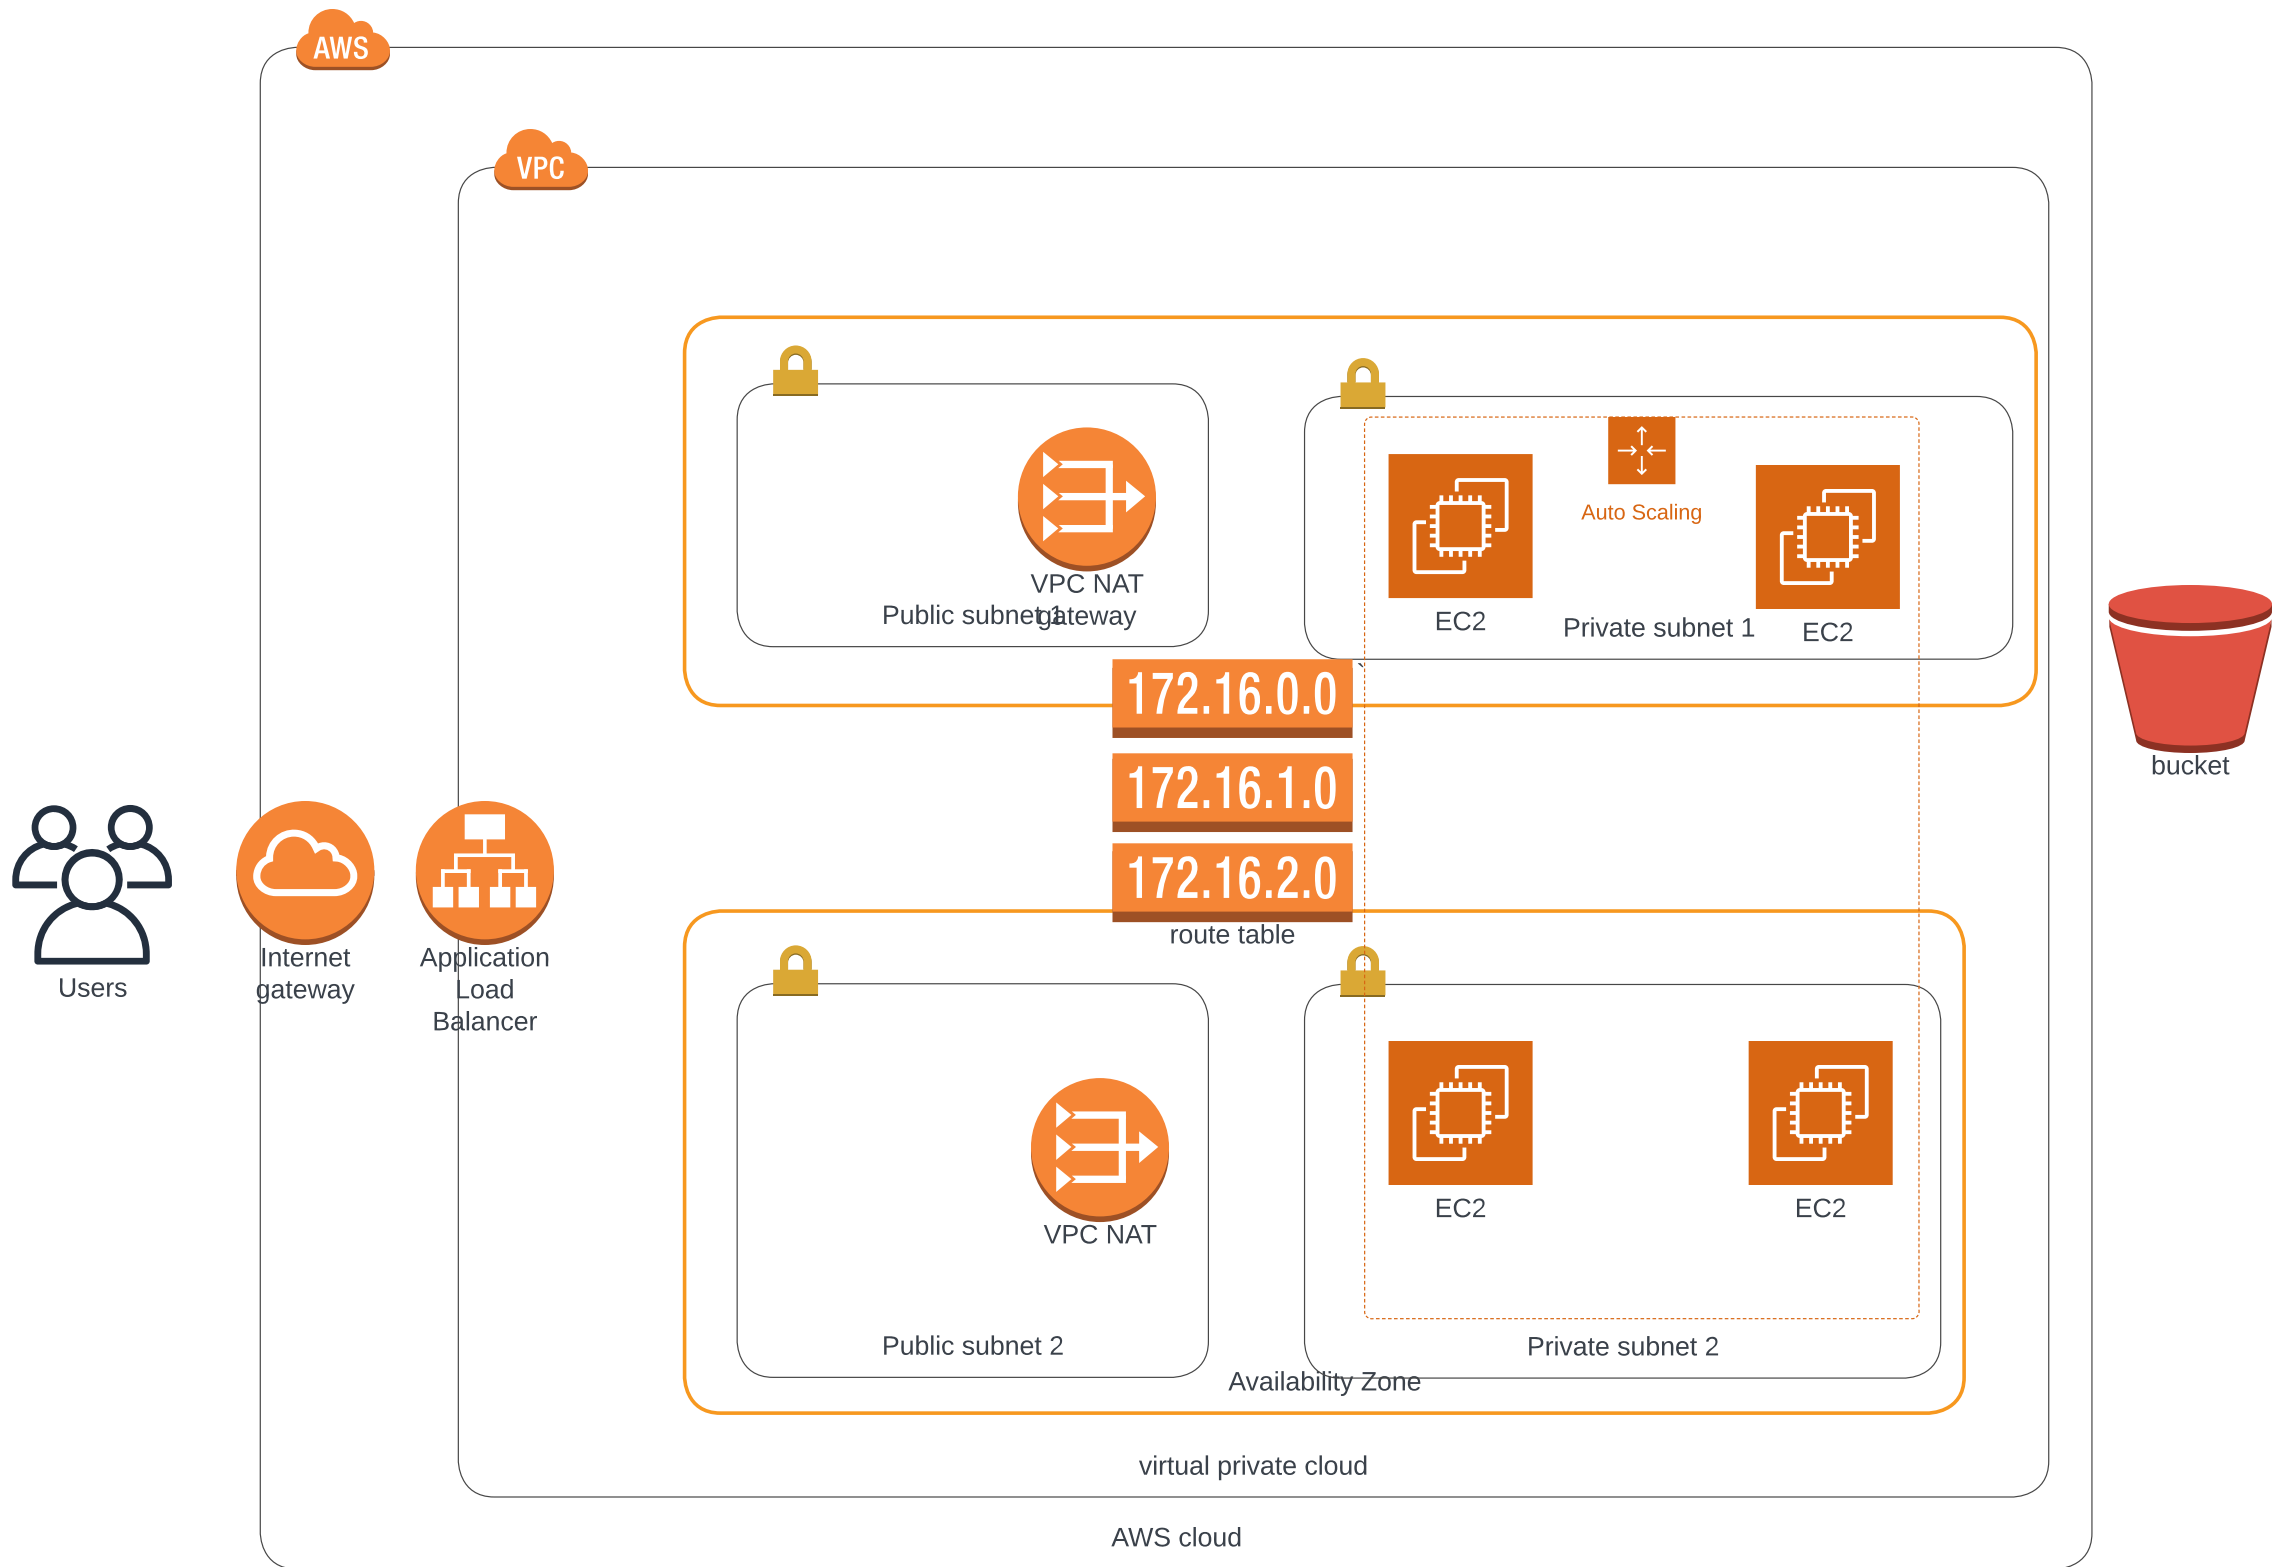 AWS
VPC
VPC NAT
gateway
Public subnet 1
Auto Scaling
EC2
Private subnet 1
EC2
`
172.16.0.0
172.16.1.0
172.16.2.0
route table
bucket
Users
Internet
gateway
Application
Load
Balancer
VPC NAT
Public subnet 2
EC2
EC2
Private subnet 2
Availability Zone
virtual private cloud
AWS cloud